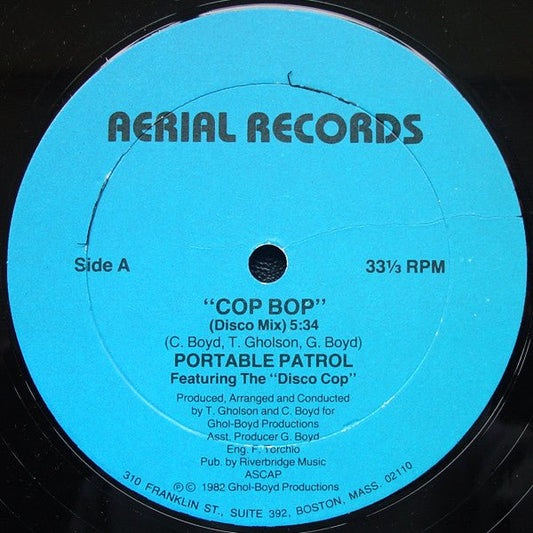 AERIAL RECORDS
Side A
33⅓ RPM
"COP BOP"
(Disco Mix) 5:34
(C. Boyd, T. Gholson, G. Boyd)
PORTABLE PATROL
Featuring The "Disco Cop"
Produced, Arranged and Conducted
by T. Gholson and C. Boyd for
Ghol-Boyd Productions
Asst. Producer G. Boyd
Eng. F. Torchio
Pub. by Riverbridge Music
ASCAP
℗ © 1982 Ghol-Boyd Productions
310 FRANKLIN ST., SUITE 392, BOSTON, MASS. 02110